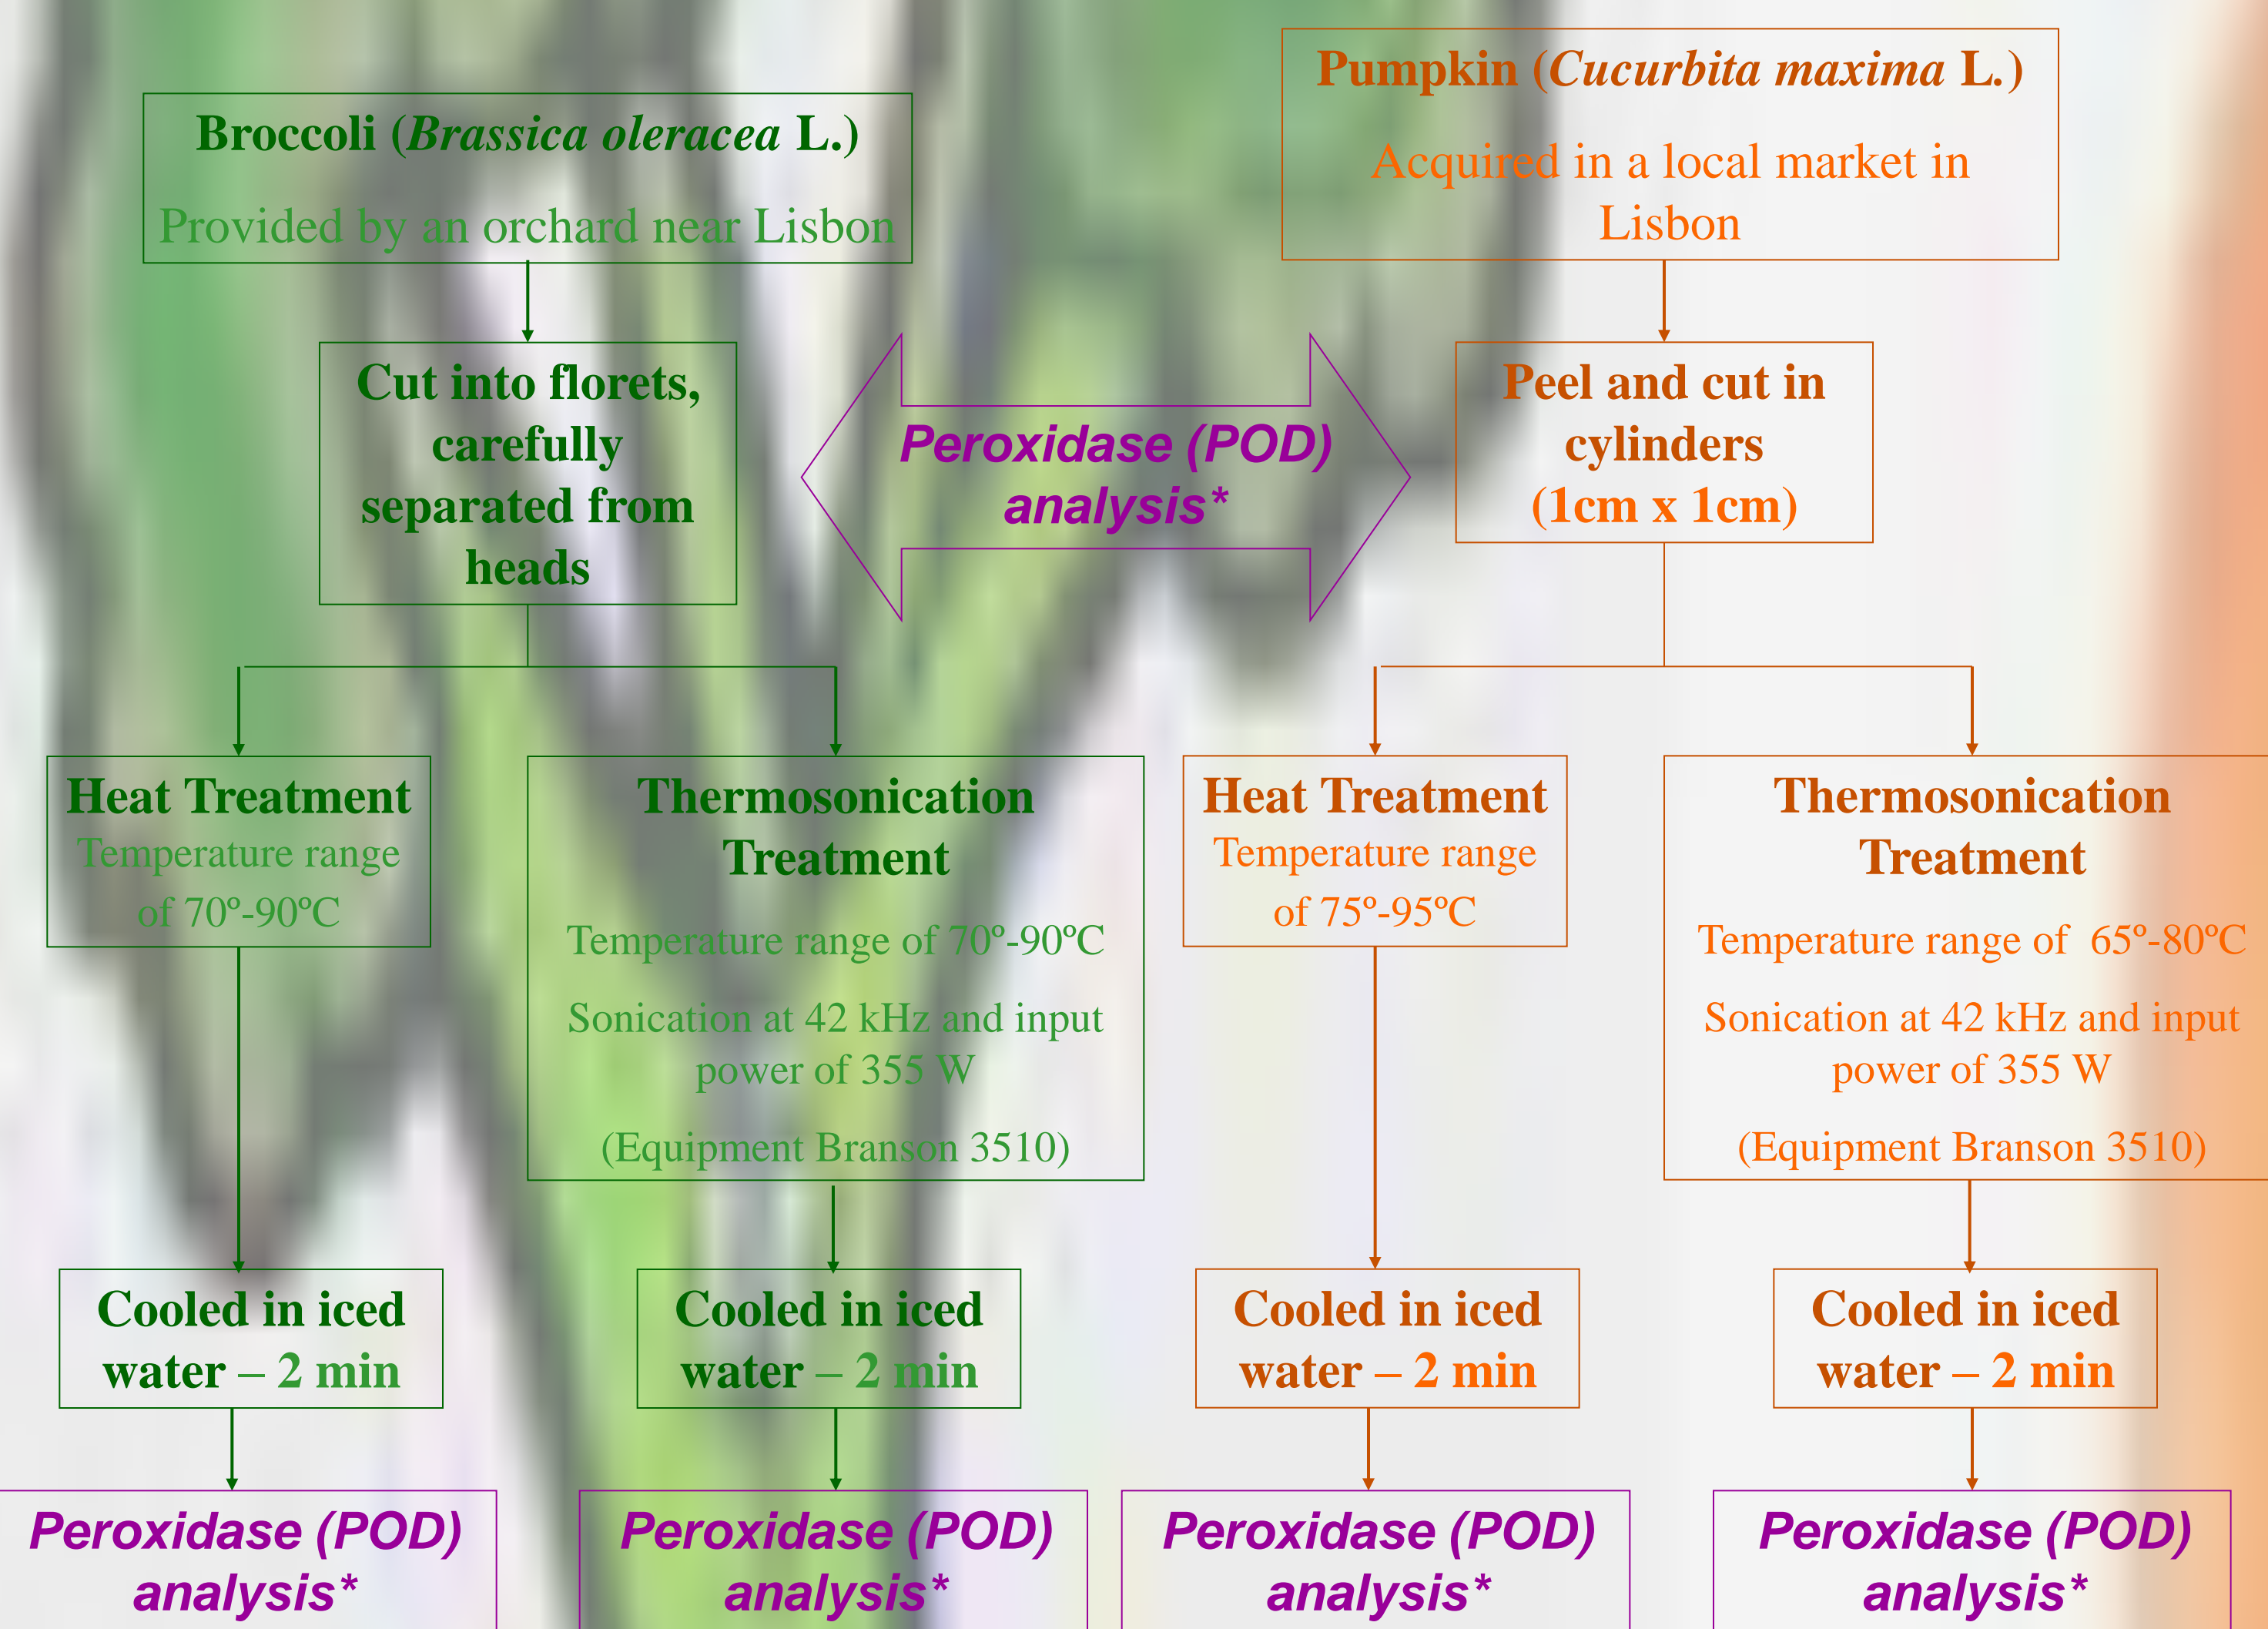 Broccoli (Brassica oleracea L.)
Provided by an orchard near Lisbon
Cut into florets,
carefully
separated from
heads
Peroxidase (POD)
analysis*
Pumpkin (Cucurbita maxima L.)
Acquired in a local market in
Lisbon
Peel and cut in
cylinders
(1cm x 1cm)
Heat Treatment
Temperature range
of 70º-90ºC
Thermosonication
Treatment
Temperature range of 70º-90ºC
Sonication at 42 kHz and input
power of 355 W
(Equipment Branson 3510)
Heat Treatment
Temperature range
of 75º-95ºC
Thermosonication
Treatment
Temperature range of  65º-80ºC
Sonication at 42 kHz and input
power of 355 W
(Equipment Branson 3510)
Cooled in iced
water – 2 min
Cooled in iced
water – 2 min
Cooled in iced
water – 2 min
Cooled in iced
water – 2 min
Peroxidase (POD)
analysis*
Peroxidase (POD)
analysis*
Peroxidase (POD)
analysis*
Peroxidase (POD)
analysis*